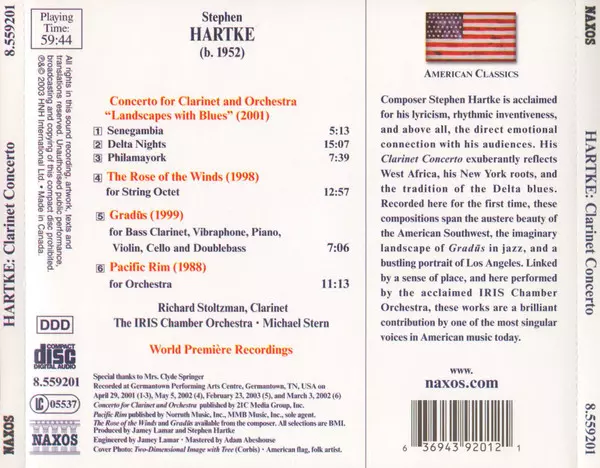 8.559201
HARTKE: Clarinet Concerto
NAXOS
Playing
Time:
59:44
All rights in this sound recording, artwork, texts and
translations reserved. Unauthorised public performance,
broadcasting and copying of this compact disc prohibited.
℗ & © 2003 HNH International Ltd. • Made in Canada.
DDD
COMPACT
disc
DIGITAL AUDIO
8.559201
LC 05537
NAXOS
Stephen
HARTKE
(b. 1952)
Concerto for Clarinet and Orchestra
“Landscapes with Blues” (2001)
1 Senegambia 5:13
2 Delta Nights 15:07
3 Philamayork 7:39
4 The Rose of the Winds (1998)
for String Octet 12:57
5 Gradūs (1999)
for Bass Clarinet, Vibraphone, Piano,
Violin, Cello and Doublebass 7:06
6 Pacific Rim (1988)
for Orchestra 11:13
Richard Stoltzman, Clarinet
The IRIS Chamber Orchestra · Michael Stern
World Première Recordings
Special thanks to Mrs. Clyde Springer
Recorded at Germantown Performing Arts Centre, Germantown, TN, USA on
April 29, 2001 (1-3), May 5, 2002 (4), February 23, 2003 (5), and March 3, 2002 (6)
Concerto for Clarinet and Orchestra published by 21C Media Group, Inc.
Pacific Rim published by Norruth Music, Inc., MMB Music, Inc., sole agent.
The Rose of the Winds and Gradūs available from the composer. All selections are BMI.
Produced by Jamey Lamar and Stephen Hartke
Engineered by Jamey Lamar • Mastered by Adam Abeshouse
Cover Photo: Two-Dimensional Image with Tree (Corbis) · American flag, folk artist.
AMERICAN CLASSICS
Composer Stephen Hartke is acclaimed
for his lyricism, rhythmic inventiveness,
and above all, the direct emotional
connection with his audiences. His
Clarinet Concerto exuberantly reflects
West Africa, his New York roots, and
the tradition of the Delta blues.
Recorded here for the first time, these
compositions span the austere beauty of
the American Southwest, the imaginary
landscape of Gradūs in jazz, and a
bustling portrait of Los Angeles. Linked
by a sense of place, and here performed
by the acclaimed IRIS Chamber
Orchestra, these works are a brilliant
contribution by one of the most singular
voices in American music today.
www.
naxos.com
6 36943 92012 1
NAXOS
HARTKE: Clarinet Concerto
8.559201